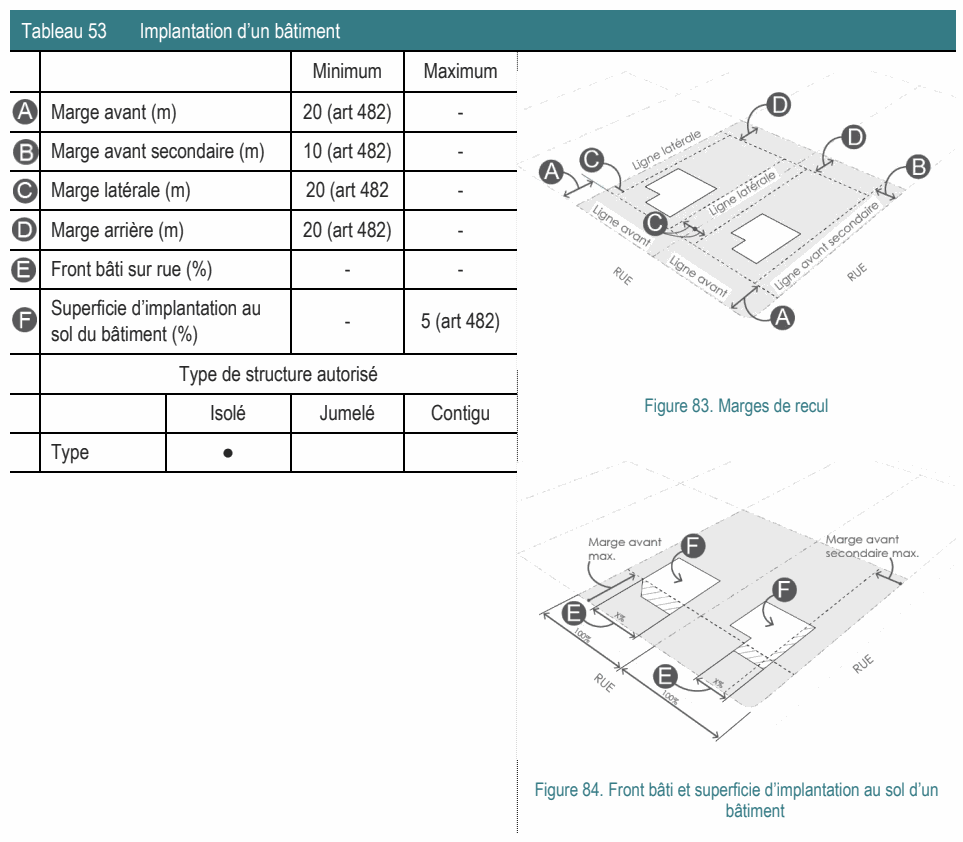 Tableau 53 Implantation d'un bâtiment
Minimum Maximum
A Marge avant (m) 20 (art 482) -
B Marge avant secondaire (m) 10 (art 482) -
C Marge latérale (m) 20 (art 482 -
D Marge arrière (m) 20 (art 482) -
E Front bâti sur rue (%) - -
F Superficie d'implantation au
sol du bâtiment (%) - 5 (art 482)
Type de structure autorisé
Isolé Jumelé Contigu
Type ●
D
D
Ligne latérale
C
A
B
Ligne latérale
Ligne avant
C
Ligne avant secondaire
Ligne avant
RUE
RUE
A
Figure 83. Marges de recul
Marge avant
max.
F
Marge avant
secondaire max.
F
E
X%
100%
E
X%
100%
RUE
RUE
Figure 84. Front bâti et superficie d'implantation au sol d'un
bâtiment